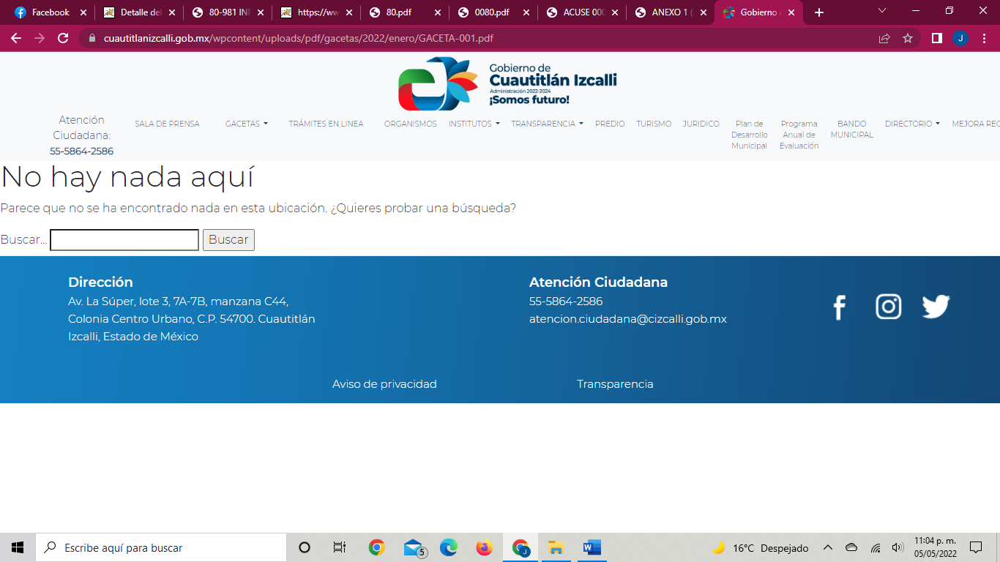 Facebook
Detalle del
80-981 INF
https://ww
80.pdf
0080.pdf
ACUSE 000
ANEXO 1 (
Gobierno d
cuautitlanizcalli.gob.mx/wpcontent/uploads/pdf/gacetas/2022/enero/GACETA-001.pdf
J
Gobierno de
Cuautitlán Izcalli
Administración 2022-2024
¡Somos futuro!
Atención
Ciudadana:
55-5864-2586
SALA DE PRENSA
GACETAS
TRÁMITES EN LINEA
ORGANISMOS
INSTITUTOS
TRANSPARENCIA
PREDIO
TURISMO
JURIDICO
Plan de
Desarrollo
Municipal
Programa
Anual de
Evaluación
BANDO
MUNICIPAL
DIRECTORIO
MEJORA REG
No hay nada aquí
Parece que no se ha encontrado nada en esta ubicación. ¿Quieres probar una búsqueda?
Buscar... Buscar
Dirección
Av. La Súper, lote 3, 7A-7B, manzana C44,
Colonia Centro Urbano, C.P. 54700. Cuautitlán
Izcalli, Estado de México
Atención Ciudadana
55-5864-2586
atencion.ciudadana@cizcalli.gob.mx
Aviso de privacidad
Transparencia
Escribe aquí para buscar
5
J
16°C Despejado
11:04 p. m.
05/05/2022